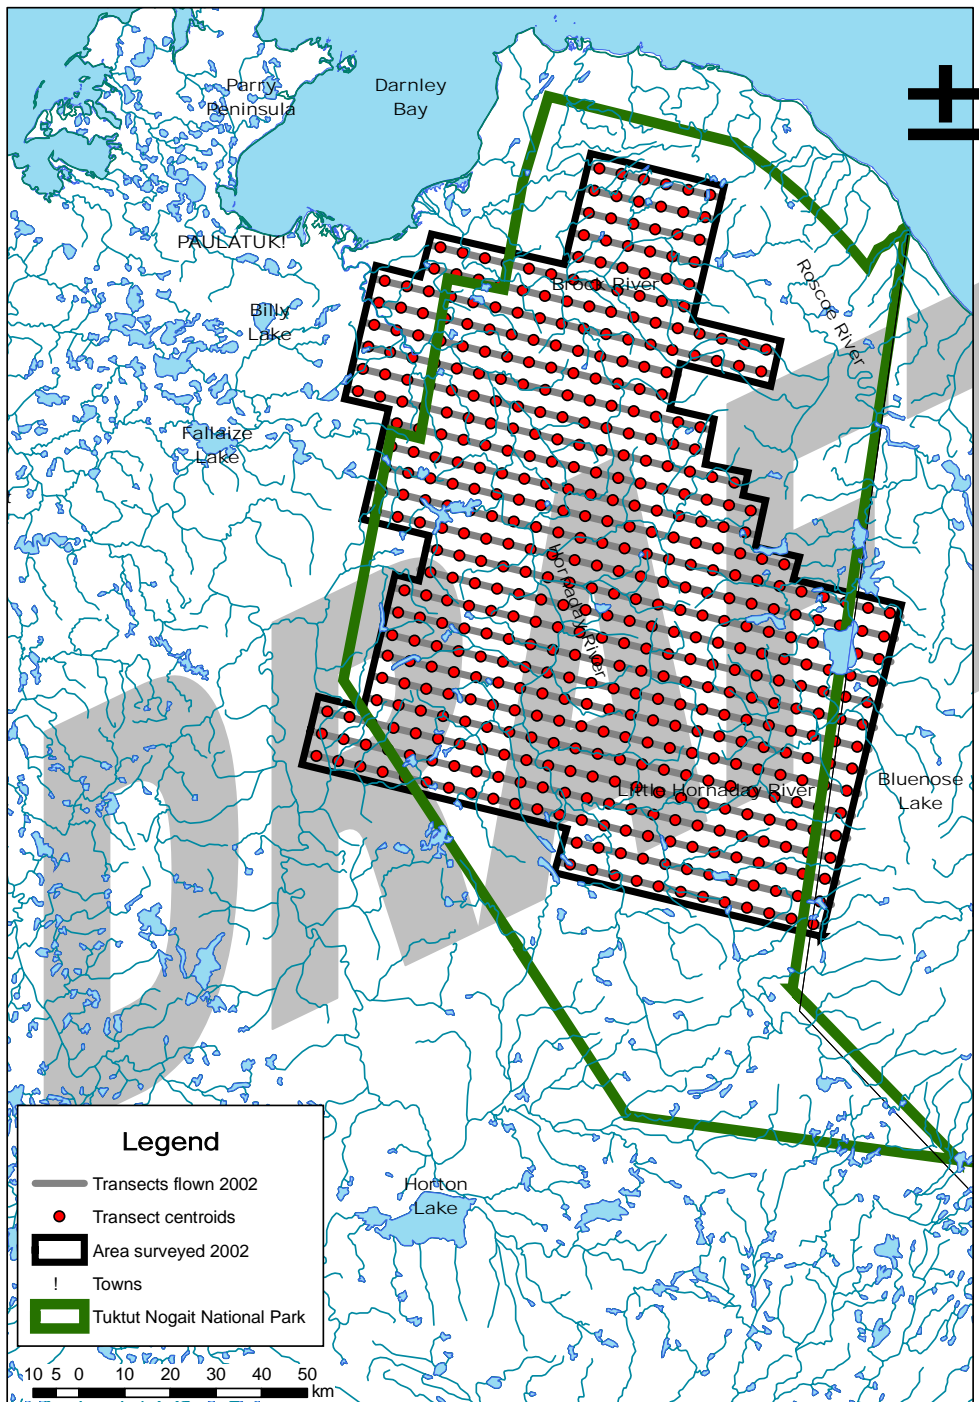 Parry
Peninsula
Darnley
Bay
PAULATUK!
Billy
Lake
Brock River
Roscoe River
Fallaize
Lake
Hornaday River
Little Hornaday River
Bluenose
Lake
DRAFT
Horton
Lake
Legend
Transects flown 2002
Transect centroids
Area surveyed 2002
! Towns
Tuktut Nogait National Park
10 5 0 10 20 30 40 50
km